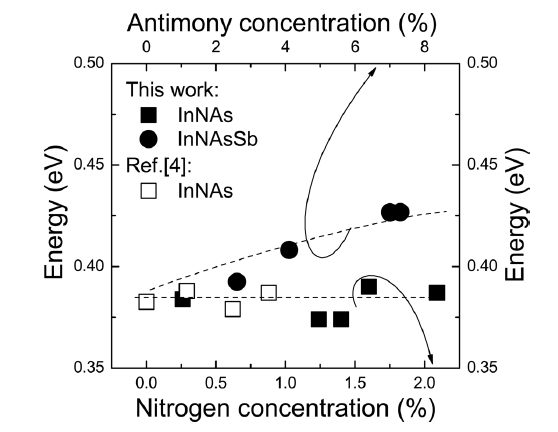 Antimony concentration (%)
0 2 4 6 8
0.50 0.50
This work:
InNAs
InNAsSb
Ref.[4]:
InNAs
0.45 0.45
Energy (eV)
Energy (eV)
0.40 0.40
0.35 0.35
0.0 0.5 1.0 1.5 2.0
Nitrogen concentration (%)